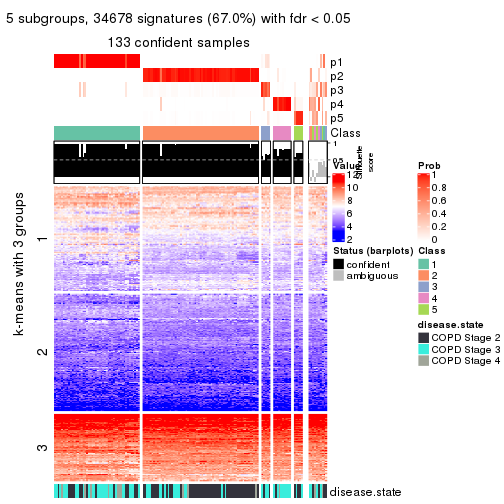 5 subgroups, 34678 signatures (67.0%) with fdr < 0.05
133 confident samples
p1
p2
p3
p4
p5
Class
1
0.5
Silhouette
score
Value
12
10
8
6
4
2
Prob
1
0.8
0.6
0.4
0.2
0
Status (barplots)
confident
ambiguous
Class
1
2
3
4
5
disease.state
COPD Stage 2
COPD Stage 3
COPD Stage 4
k-means with 3 groups
1
2
3
disease.state